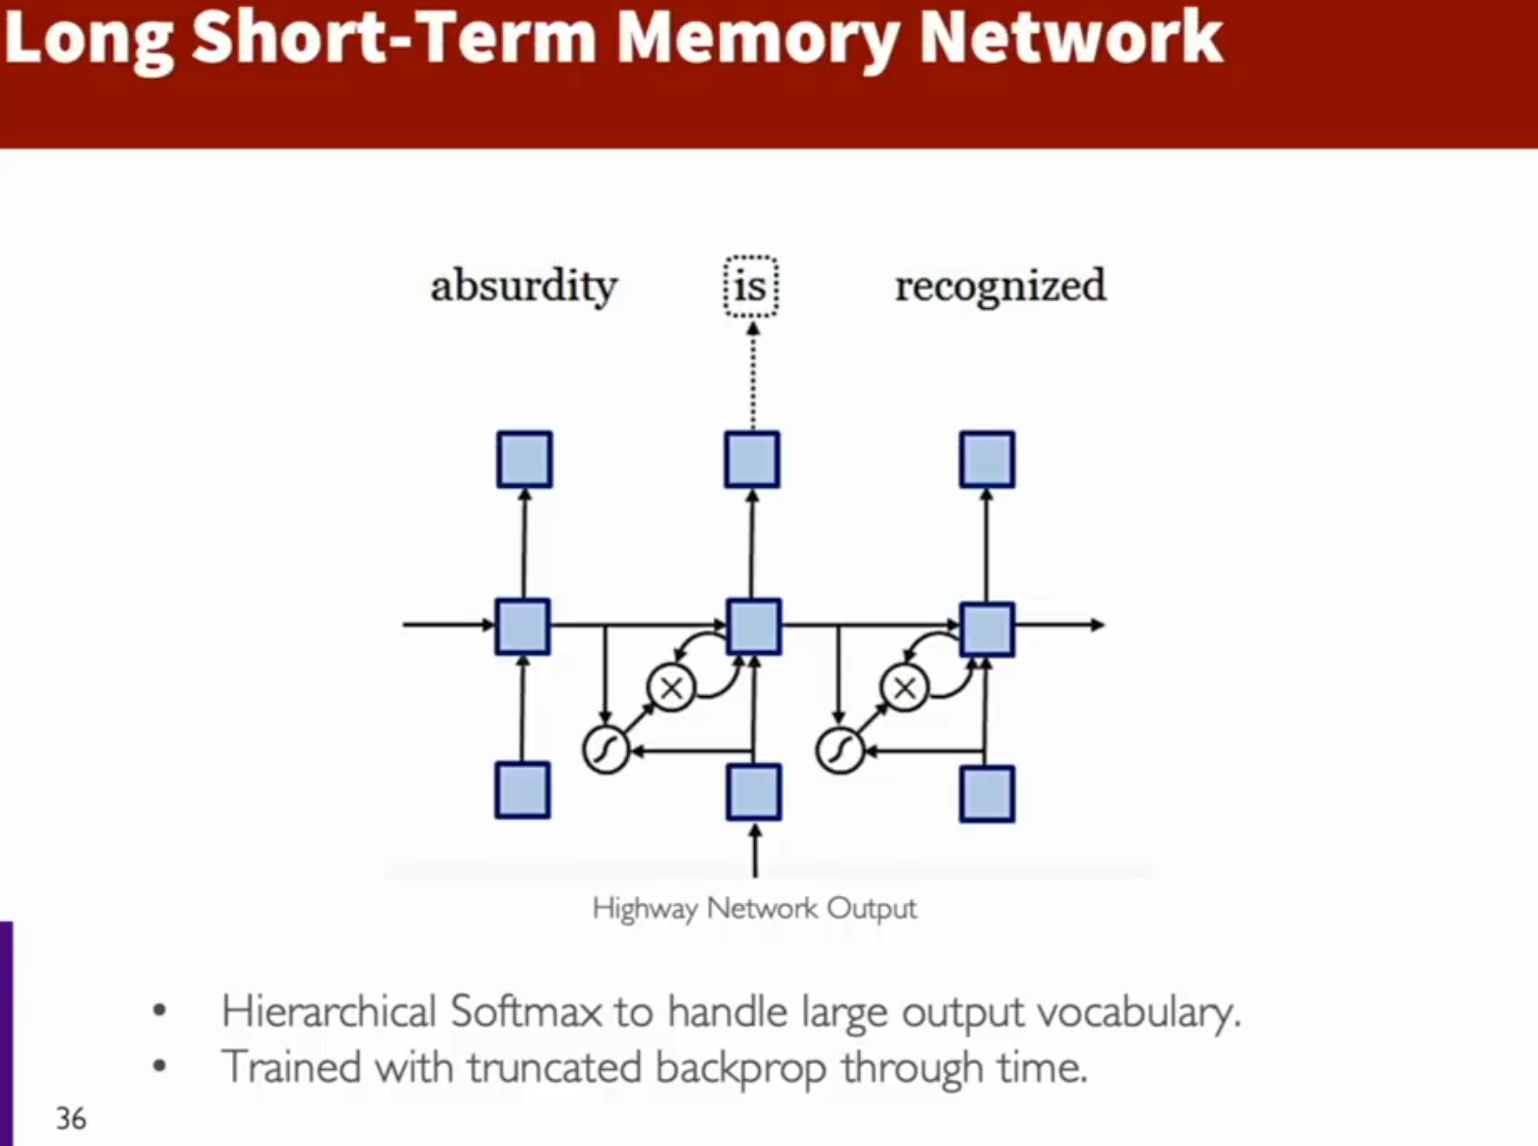 Long Short-Term Memory Network
absurdity is recognized
Highway Network Output
• Hierarchical Softmax to handle large output vocabulary.
• Trained with truncated backprop through time.
36